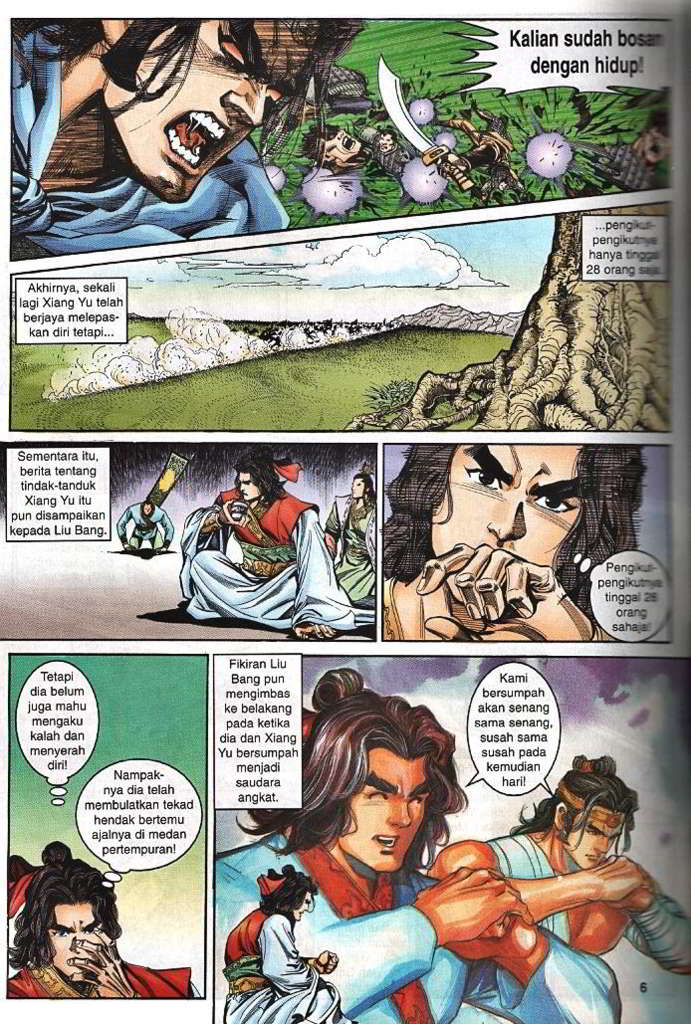 Kalian sudah bosan
dengan hidup!
Akhirnya, sekali
lagi Xiang Yu telah
berjaya melepas-
kan diri tetapi...
...pengikut-
pengikutnya
hanya tinggal
28 orang saja.
Sementara itu,
berita tentang
tindak-tanduk
Xiang Yu itu
pun disampaikan
kepada Liu Bang.
Pengikut-
pengikutnya
tinggal 28
orang
sahaja!
Tetapi
dia belum
juga mahu
mengaku
kalah dan
menyerah
diri!
Nampak-
nya dia telah
membulatkan tekad
hendak bertemu
ajalnya di medan
pertempuran!
Fikiran Liu
Bang pun
mengimbas
ke belakang
pada ketika
dia dan Xiang
Yu bersumpah
menjadi
saudara
angkat.
Kami
bersumpah
akan senang
sama senang,
susah sama
susah pada
kemudian
hari!
6